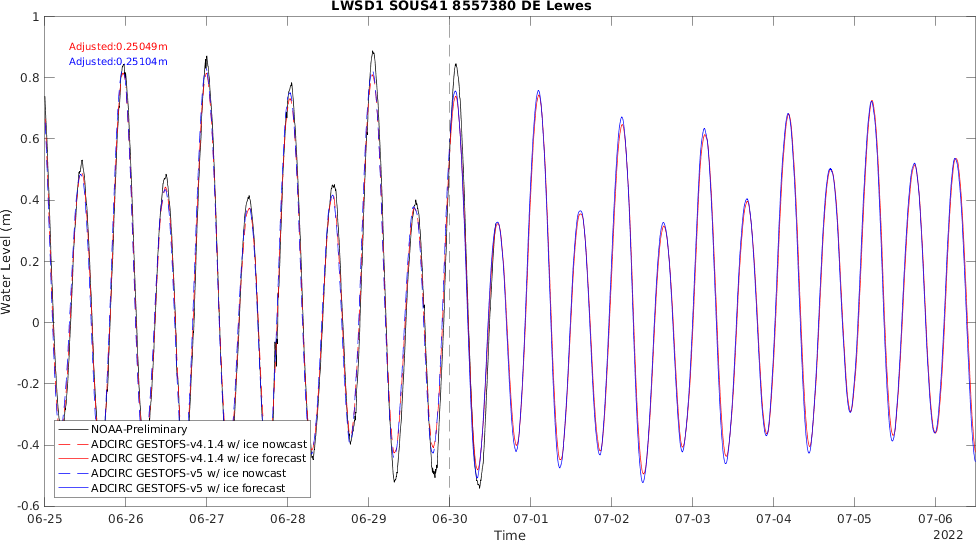 LWSD1 SOUS41 8557380 DE Lewes
1
0.8
0.6
0.4
0.2
0
-0.2
-0.4
-0.6
Water Level (m)
Adjusted:0.25049m
Adjusted:0.25104m
NOAA-Preliminary
ADCIRC GESTOFS-v4.1.4 w/ ice nowcast
ADCIRC GESTOFS-v4.1.4 w/ ice forecast
ADCIRC GESTOFS-v5 w/ ice nowcast
ADCIRC GESTOFS-v5 w/ ice forecast
06-25 06-26 06-27 06-28 06-29 06-30 07-01 07-02 07-03 07-04 07-05 07-06
2022
Time